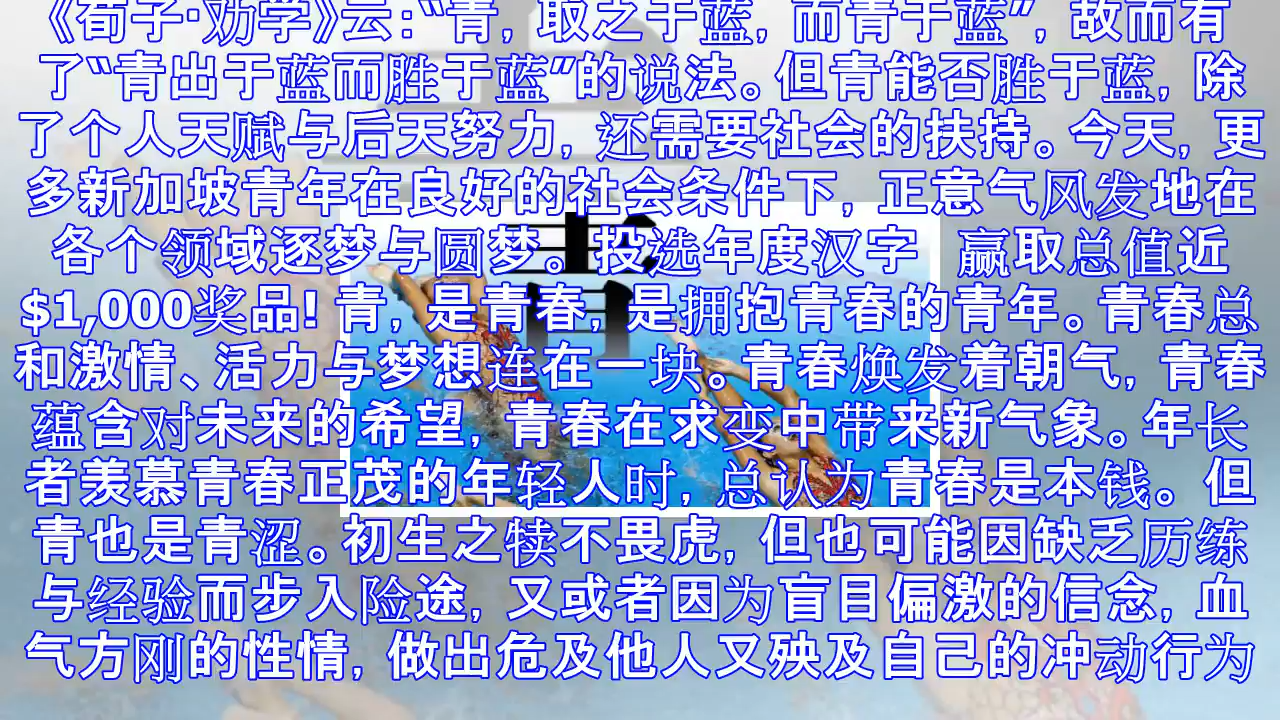 《荀子·劝学》云：“青，取之于蓝，而青于蓝”，故而有
了“青出于蓝而胜于蓝”的说法。但青能否胜于蓝，除
了个人天赋与后天努力，还需要社会的扶持。今天，更
多新加坡青年在良好的社会条件下，正意气风发地在
各个领域逐梦与圆梦。投选年度汉字 赢取总值近
$1,000奖品！青，是青春，是拥抱青春的青年。青春总
和激情、活力与梦想连在一块。青春焕发着朝气，青春
蕴含对未来的希望，青春在求变中带来新气象。年长
者羡慕青春正茂的年轻人时，总认为青春是本钱。但
青也是青涩。初生之犊不畏虎，但也可能因缺乏历练
与经验而步入险途，又或者因为盲目偏激的信念，血
气方刚的性情，做出危及他人又殃及自己的冲动行为
青